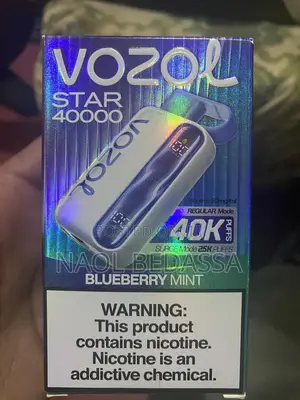 VOZOL
STAR
40000
VOZOL
REGULAR Mode
40K PUFFS
SURGE Mode 25K PUFFS
NAOL BEDASSA
BLUEBERRY MINT
WARNING:
This product
contains nicotine.
Nicotine is an
addictive chemical.